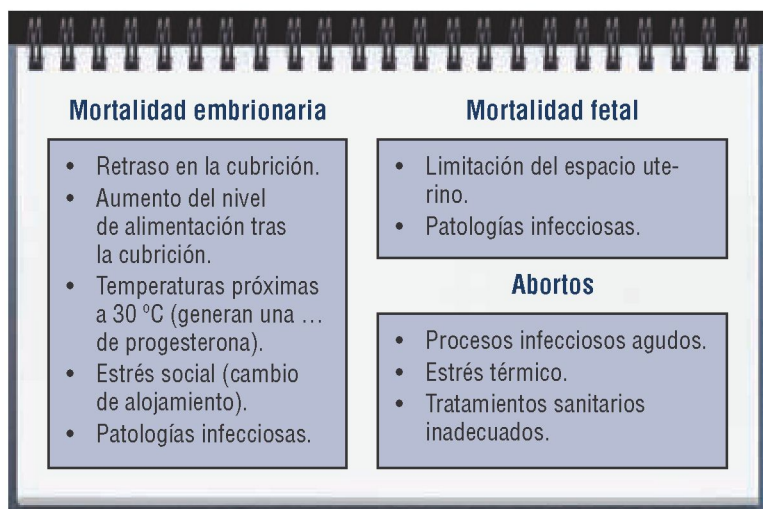 Mortalidad embrionaria
• Retraso en la cubrición.
• Aumento del nivel
de alimentación tras
la cubrición.
• Temperaturas próximas
a 30 ºC (generan una …
de progesterona).
• Estrés social (cambio
de alojamiento).
• Patologías infecciosas.
Mortalidad fetal
• Limitación del espacio ute-
rino.
• Patologías infecciosas.
Abortos
• Procesos infecciosos agudos.
• Estrés térmico.
• Tratamientos sanitarios
inadecuados.